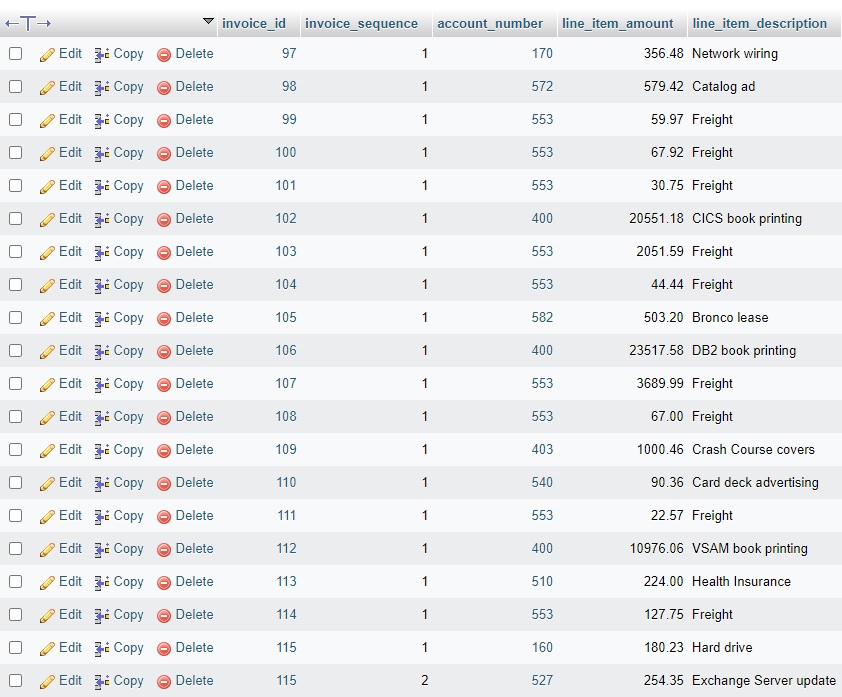 invoice_id invoice_sequence account_number line_item_amount line_item_description
Edit Copy Delete 97 1 170 356.48 Network wiring
Edit Copy Delete 98 1 572 579.42 Catalog ad
Edit Copy Delete 99 1 553 59.97 Freight
Edit Copy Delete 100 1 553 67.92 Freight
Edit Copy Delete 101 1 553 30.75 Freight
Edit Copy Delete 102 1 400 20551.18 CICS book printing
Edit Copy Delete 103 1 553 2051.59 Freight
Edit Copy Delete 104 1 553 44.44 Freight
Edit Copy Delete 105 1 582 503.20 Bronco lease
Edit Copy Delete 106 1 400 23517.58 DB2 book printing
Edit Copy Delete 107 1 553 3689.99 Freight
Edit Copy Delete 108 1 553 67.00 Freight
Edit Copy Delete 109 1 403 1000.46 Crash Course covers
Edit Copy Delete 110 1 540 90.36 Card deck advertising
Edit Copy Delete 111 1 553 22.57 Freight
Edit Copy Delete 112 1 400 10976.06 VSAM book printing
Edit Copy Delete 113 1 510 224.00 Health Insurance
Edit Copy Delete 114 1 553 127.75 Freight
Edit Copy Delete 115 1 160 180.23 Hard drive
Edit Copy Delete 115 2 527 254.35 Exchange Server update